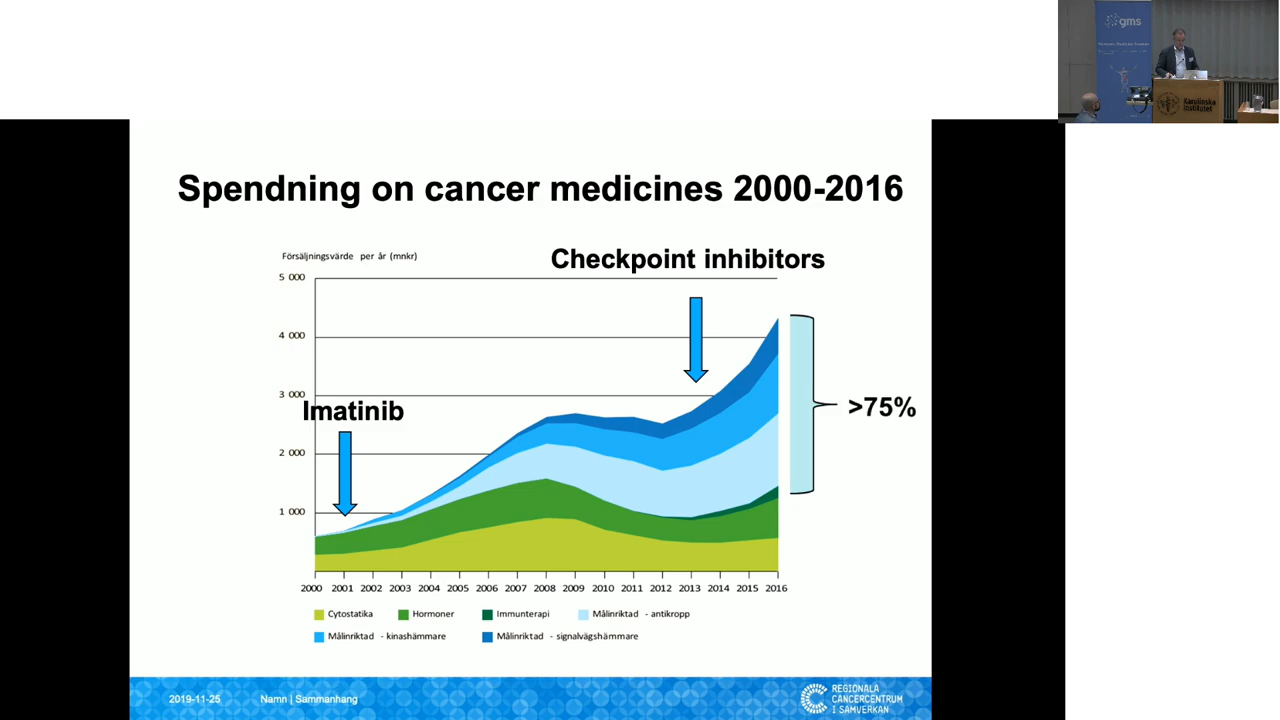 gms
Karolinska
Institutet
Spendning on cancer medicines 2000-2016
Försäljningsvärde per år (mnkr)
Checkpoint inhibitors
5 000
4 000
3 000
Imatinib
>75%
2 000
1 000
2000 2001 2002 2003 2004 2005 2006 2007 2008 2009 2010 2011 2012 2013 2014 2015 2016
Cytostatika Hormoner Immunterapi Målinriktad - antikropp
Målinriktad - kinashämmare Målinriktad - signalvägshämmare
2019-11-25 Namn | Sammanhang
REGIONALA
CANCERCENTRUM
I SAMVERKAN